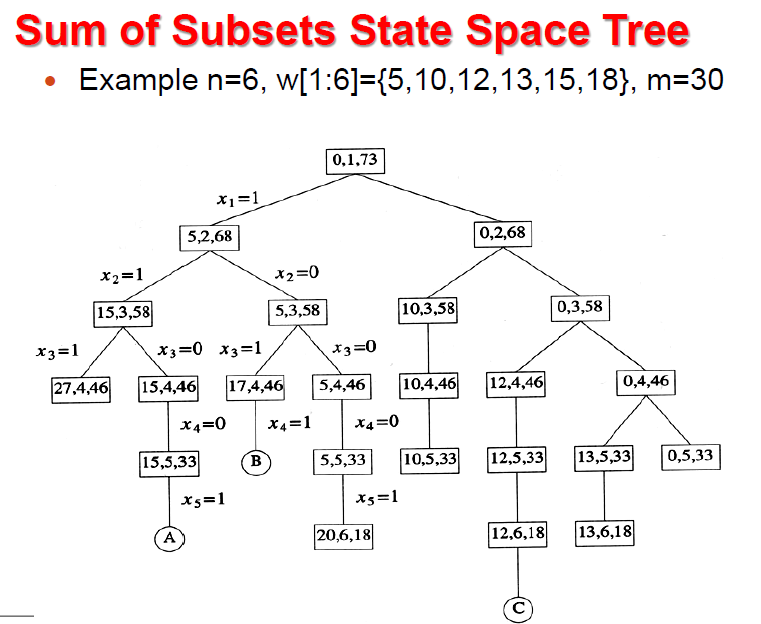 Sum of Subsets State Space Tree
• Example n=6, w[1:6]={5,10,12,13,15,18}, m=30
0,1,73
x₁=1
5,2,68
0,2,68
x₂=1
x₂=0
15,3,58
5,3,58
10,3,58
0,3,58
x₃=1
x₃=0
x₃=1
x₃=0
27,4,46
15,4,46
17,4,46
5,4,46
10,4,46
12,4,46
0,4,46
x₄=0
x₄=1
x₄=0
15,5,33
B
5,5,33
10,5,33
12,5,33
13,5,33
0,5,33
x₅=1
x₅=1
A
20,6,18
12,6,18
13,6,18
C